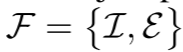 ℱ = {ℐ, ℰ}